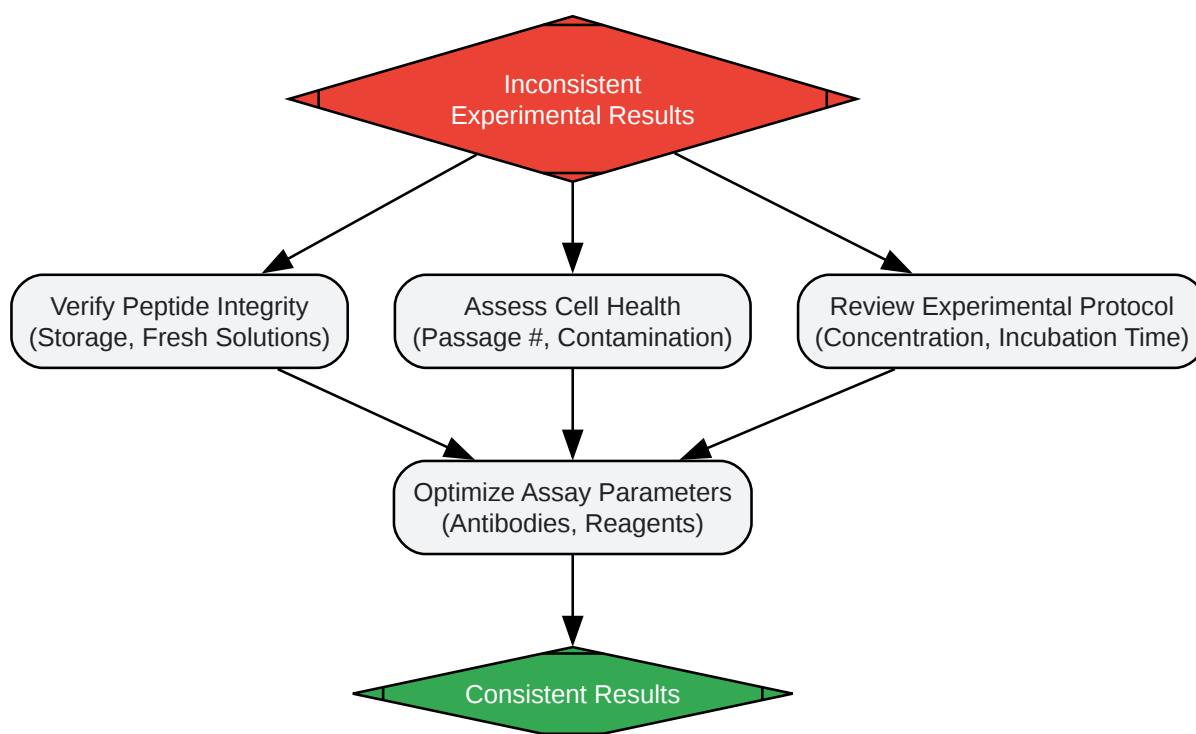 Inconsistent
Experimental Results
Verify Peptide Integrity
(Storage, Fresh Solutions)
Assess Cell Health
(Passage #, Contamination)
Review Experimental Protocol
(Concentration, Incubation Time)
Optimize Assay Parameters
(Antibodies, Reagents)
Consistent Results